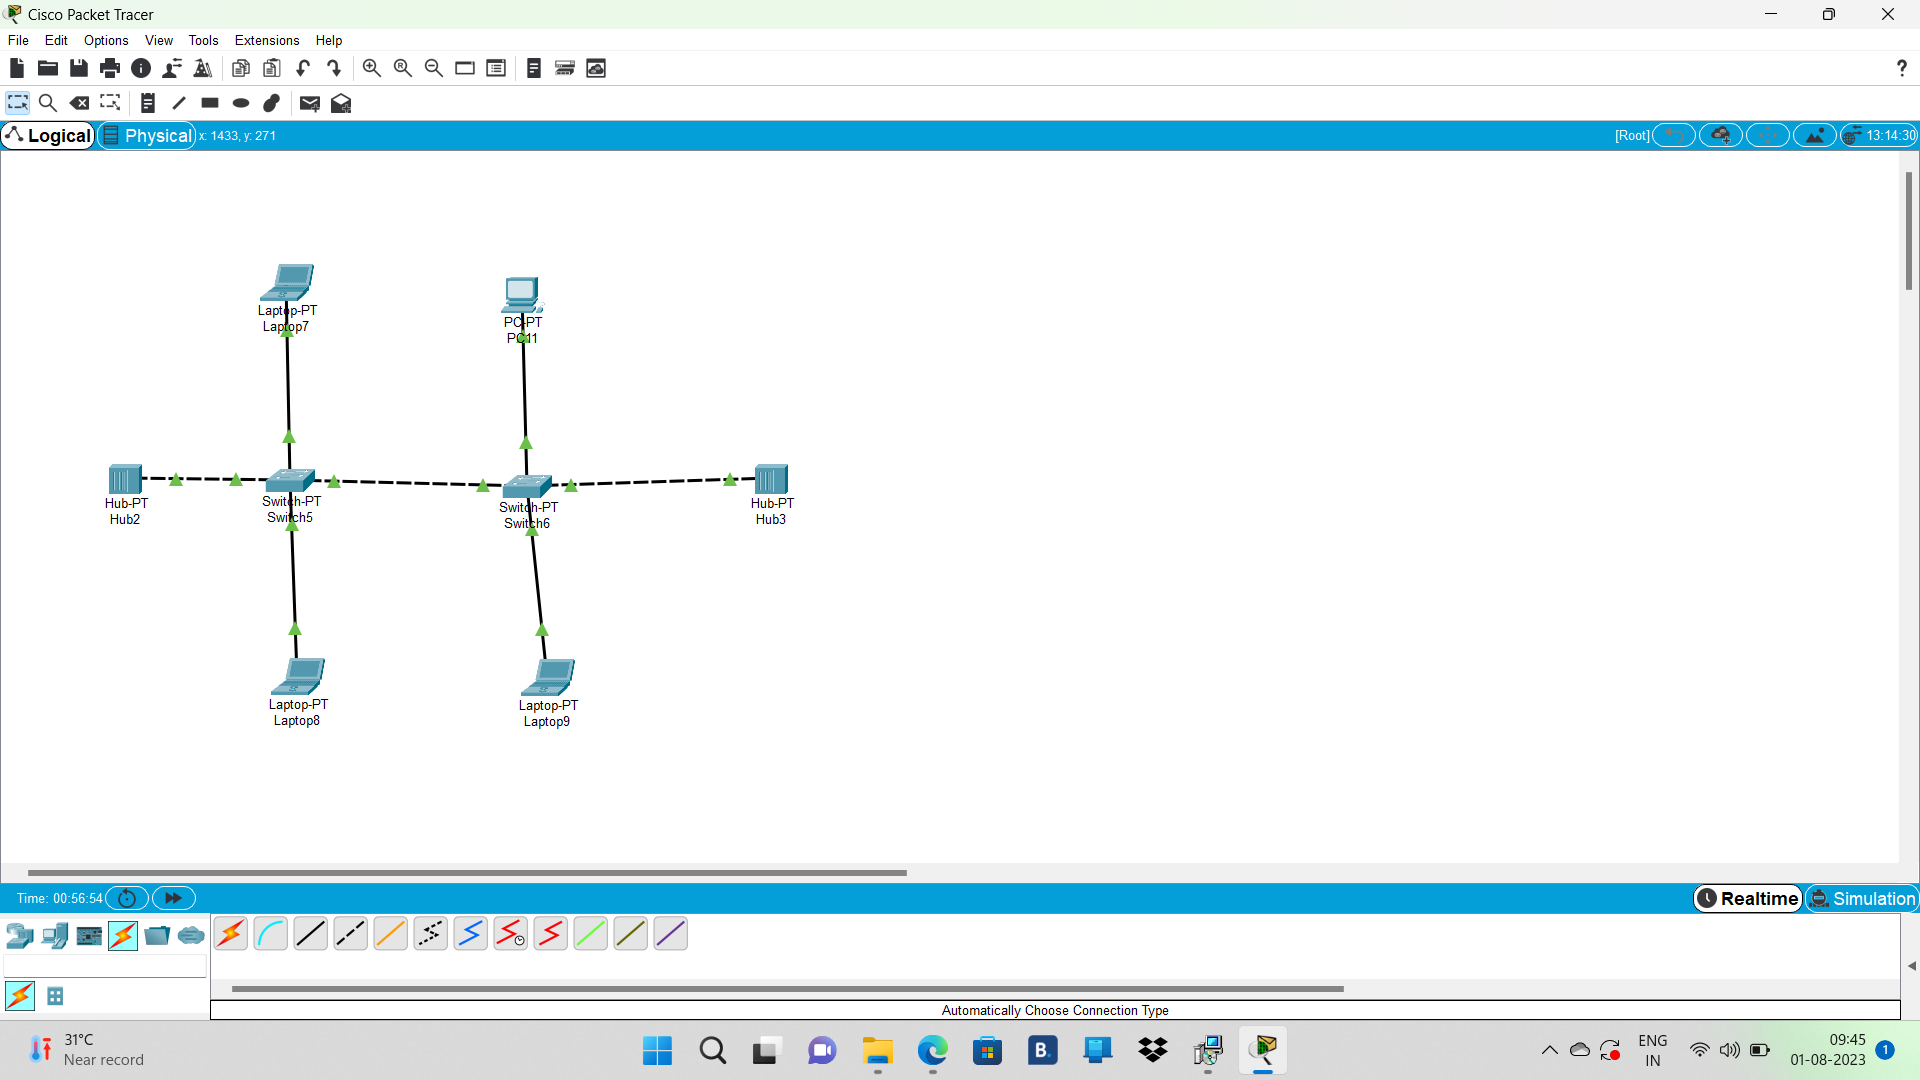 Cisco Packet Tracer
File Edit Options View Tools Extensions Help
?
Logical Physical x: 1433, y: 271 [Root] 13:14:30
Laptop-PT
Laptop7
PC-PT
PC11
Hub-PT
Hub2
Switch-PT
Switch5
Switch-PT
Switch6
Hub-PT
Hub3
Laptop-PT
Laptop8
Laptop-PT
Laptop9
Time: 00:56:54 Realtime Simulation
Automatically Choose Connection Type
31°C
Near record
B.
ENG
IN
09:45
01-08-2023
1